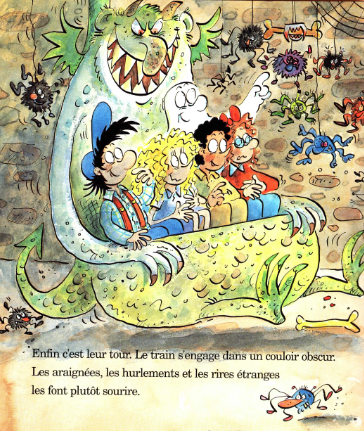 Enfin c'est leur tour. Le train s'engage dans un couloir obscur.
Les araignées, les hurlements et les rires étranges
les font plutôt sourire.